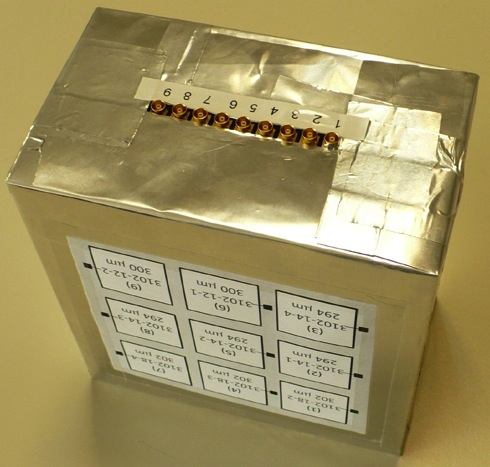 1 2 3 4 5 6 7 8 9
(1)
3102-18-2
302 µm
(4)
3102-18-3
302 µm
(7)
3102-18-4
302 µm
(2)
3102-14-1
294 µm
(5)
3102-14-2
294 µm
(8)
3102-14-3
294 µm
(3)
3102-14-4
294 µm
(6)
3102-12-1
300 µm
(9)
3102-12-2
300 µm